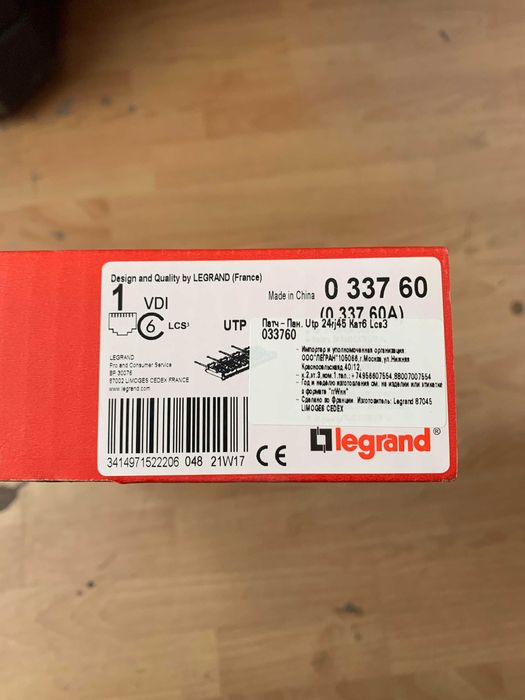 Design and Quality by LEGRAND (France)
1 VDI
6 LCS³
UTP
Made in China 0 337 60
(0 337 60A)
Патч - Пан. Utp 24rj45 Кат6 Lcs3
033760
- Импортер и уполномоченная организация
ООО"ЛЕГРАН"105066,г.Москва,ул.Нижняя
Красносельская,40/12,
к.2,эт.3,ком.1,тел.:+74956607554,88007007554
- Год и неделю изготовления см. на изделии или этикетке
в формате "ггWнн"
- Сделано во Франции Изготовитель: Legrand 87045
LIMOGES CEDEX
LEGRAND
Pro and Consumer Service
BP 30076
87002 LIMOGES CEDEX FRANCE
www.legrand.com
3414971522206 048 21W17
CE
legrand®